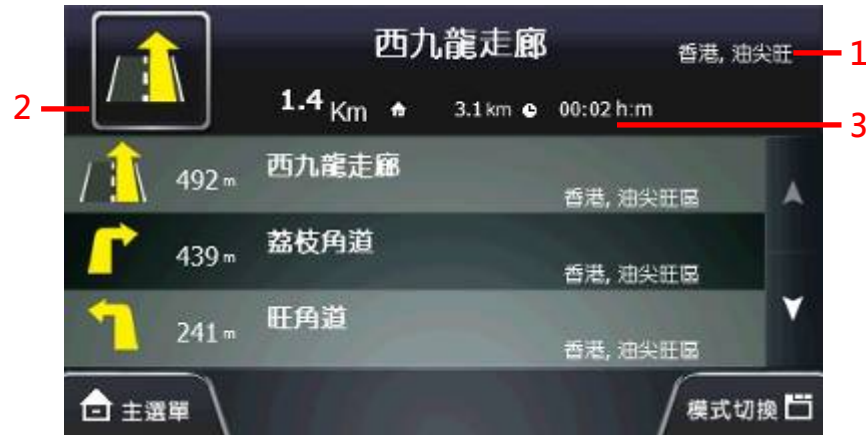 西九龍走廊
香港, 油尖旺
1
2
1.4 Km 3.1 km 00:02 h:m
3
492 m 西九龍走廊
香港, 油尖旺區
439 m 荔枝角道
香港, 油尖旺區
241 m 旺角道
香港, 油尖旺區
主選單
模式切換